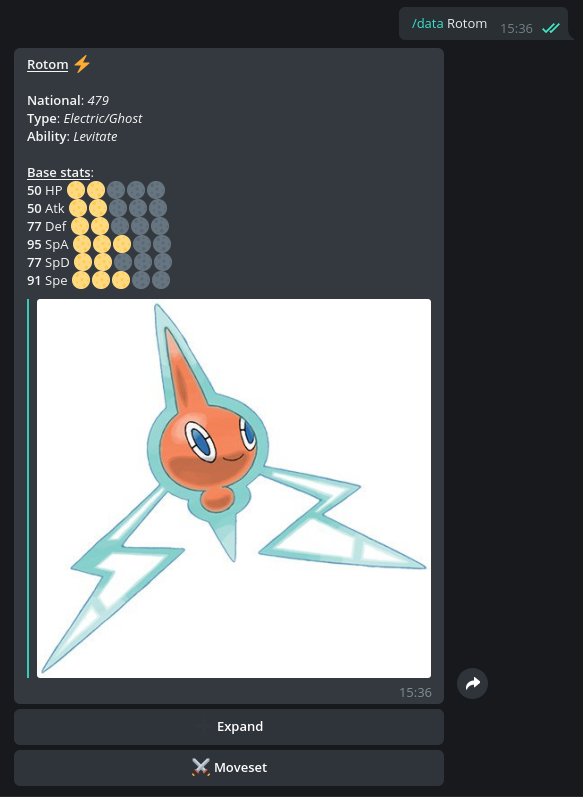 /data Rotom 15:36
Rotom ⚡
National: 479
Type: Electric/Ghost
Ability: Levitate
Base stats:
50 HP
50 Atk
77 Def
95 SpA
77 SpD
91 Spe
15:36
Expand
⚔️ Moveset